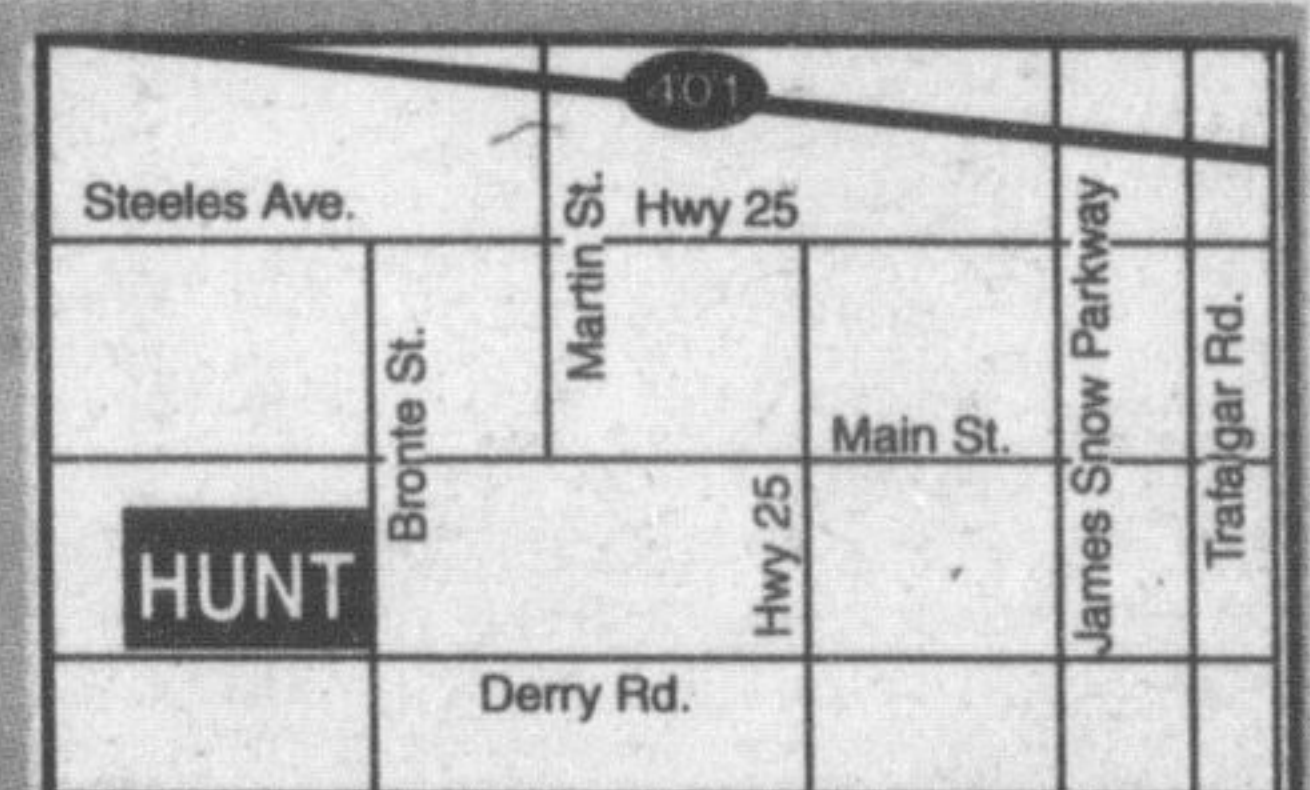 401
Steeles Ave.
Martin St.
Hwy 25
James Snow Parkway
Trafalgar Rd.
Bronte St.
Main St.
Hwy 25
HUNT
Derry Rd.